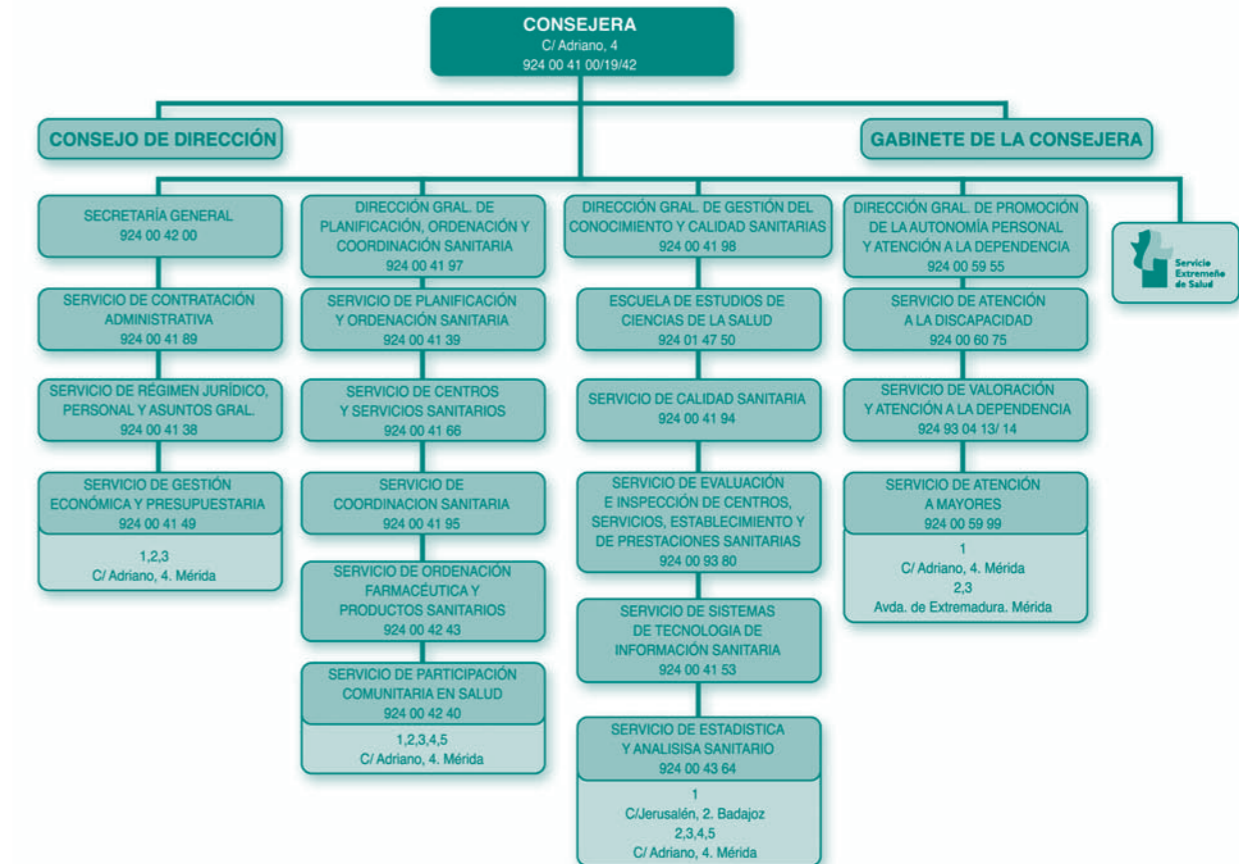 CONSEJERA
C/ Adriano, 4
924 00 41 00/19/42
CONSEJO DE DIRECCIÓN
GABINETE DE LA CONSEJERA
SECRETARÍA GENERAL
924 00 42 00
SERVICIO DE CONTRATACIÓN
ADMINISTRATIVA
924 00 41 89
SERVICIO DE RÉGIMEN JURÍDICO,
PERSONAL Y ASUNTOS GRAL.
924 00 41 38
SERVICIO DE GESTIÓN
ECONÓMICA Y PRESUPUESTARIA
924 00 41 49
1,2,3
C/ Adriano, 4. Mérida
DIRECCIÓN GRAL. DE
PLANIFICACIÓN, ORDENACIÓN Y
COORDINACIÓN SANITARIA
924 00 41 97
SERVICIO DE PLANIFICACIÓN
Y ORDENACIÓN SANITARIA
924 00 41 39
SERVICIO DE CENTROS
Y SERVICIOS SANITARIOS
924 00 41 66
SERVICIO DE
COORDINACION SANITARIA
924 00 41 95
SERVICIO DE ORDENACIÓN
FARMACÉUTICA Y
PRODUCTOS SANITARIOS
924 00 42 43
SERVICIO DE PARTICIPACIÓN
COMUNITARIA EN SALUD
924 00 42 40
1,2,3,4,5
C/ Adriano, 4. Mérida
DIRECCIÓN GRAL. DE GESTIÓN DEL
CONOCIMIENTO Y CALIDAD SANITARIAS
924 00 41 98
ESCUELA DE ESTUDIOS DE
CIENCIAS DE LA SALUD
924 01 47 50
SERVICIO DE CALIDAD SANITARIA
924 00 41 94
SERVICIO DE EVALUACIÓN
E INSPECCIÓN DE CENTROS,
SERVICIOS, ESTABLECIMIENTO Y
DE PRESTACIONES SANITARIAS
924 00 93 80
SERVICIO DE SISTEMAS
DE TECNOLOGIA DE
INFORMACIÓN SANITARIA
924 00 41 53
SERVICIO DE ESTADISTICA
Y ANALISISA SANITARIO
924 00 43 64
1
C/Jerusalén, 2. Badajoz
2,3,4,5
C/ Adriano, 4. Mérida
DIRECCIÓN GRAL. DE PROMOCIÓN
DE LA AUTONOMÍA PERSONAL
Y ATENCIÓN A LA DEPENDENCIA
924 00 59 55
SERVICIO DE ATENCIÓN
A LA DISCAPACIDAD
924 00 60 75
SERVICIO DE VALORACIÓN
Y ATENCIÓN A LA DEPENDENCIA
924 93 04 13/ 14
SERVICIO DE ATENCIÓN
A MAYORES
924 00 59 99
1
C/ Adriano, 4. Mérida
2,3
Avda. de Extremadura. Mérida
Servicio
Extremeño
de Salud